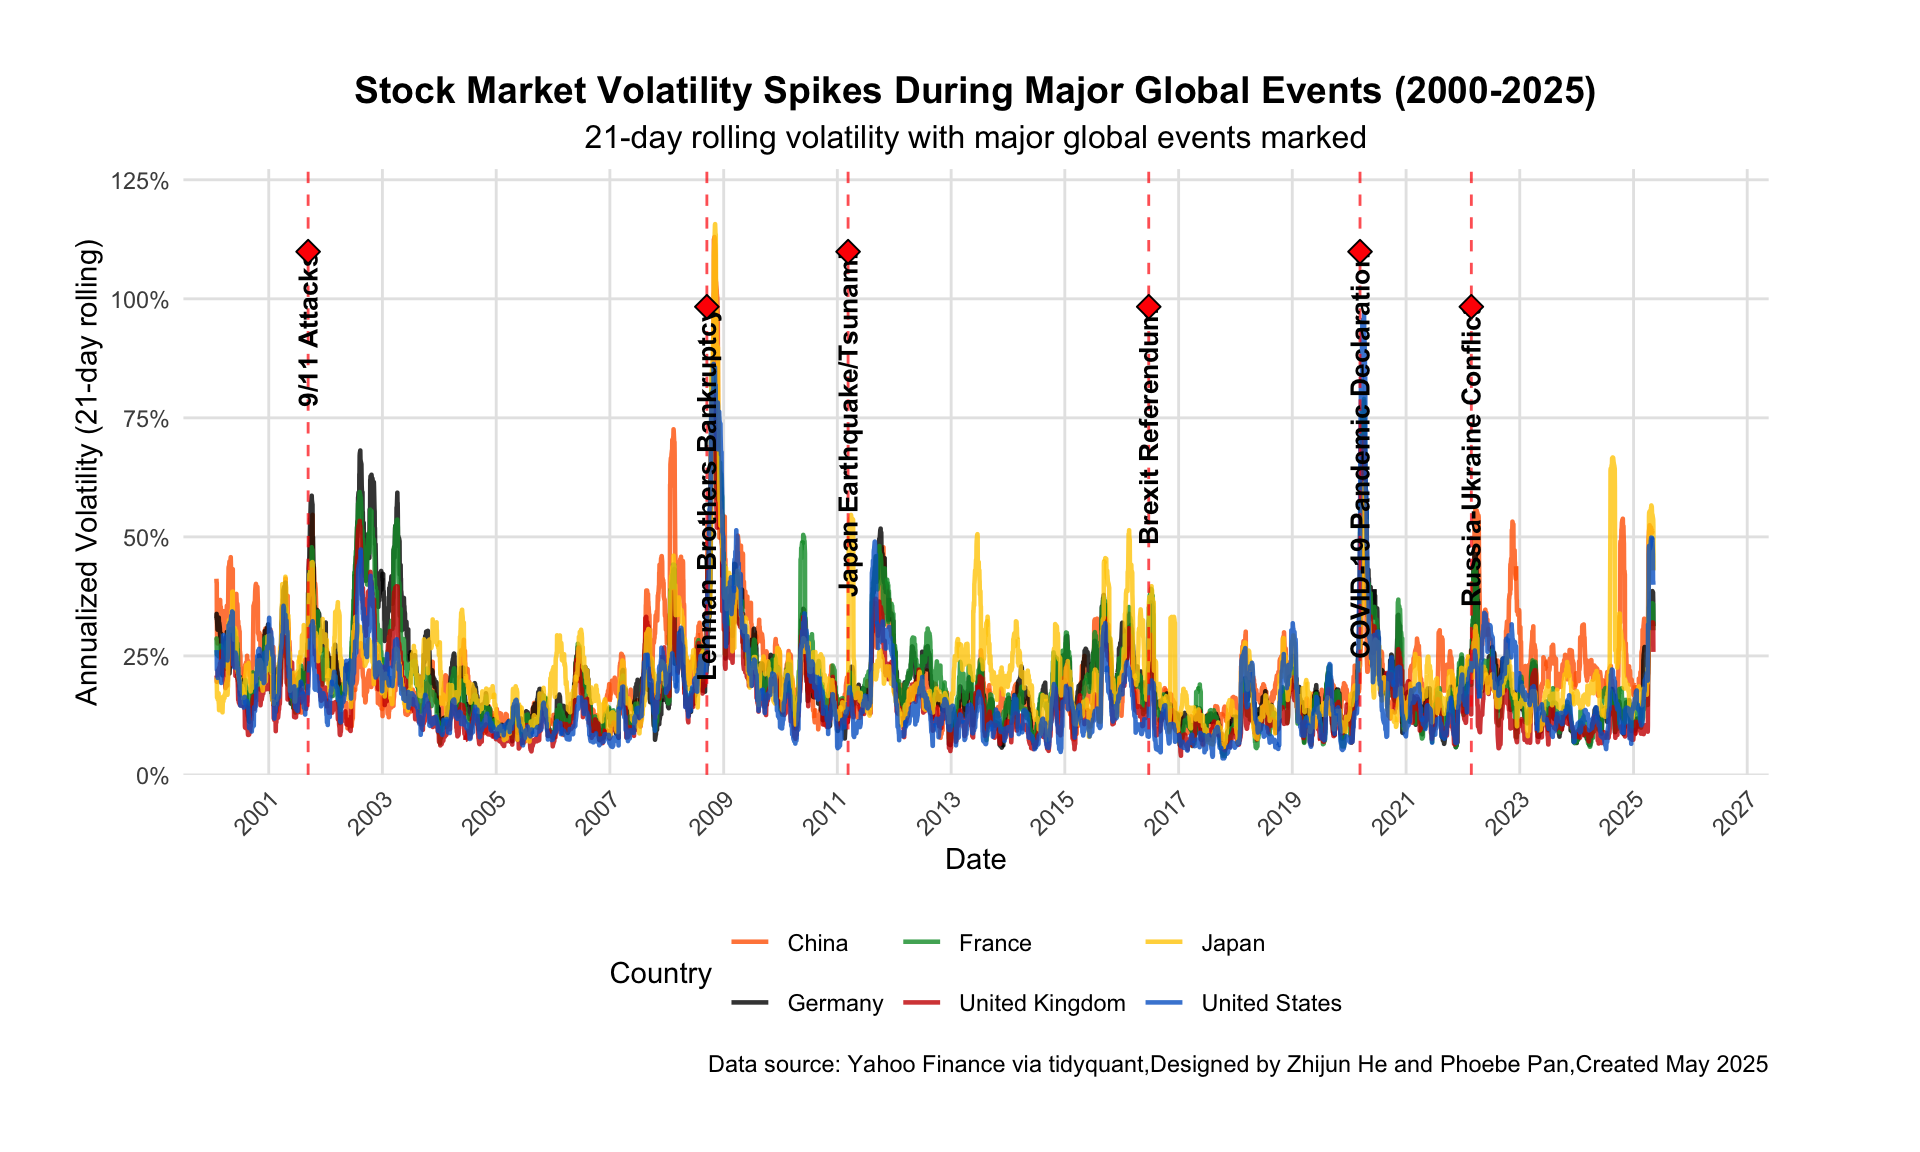 Stock Market Volatility Spikes During Major Global Events (2000-2025)
21-day rolling volatility with major global events marked
Annualized Volatility (21-day rolling)
125%
100%
75%
50%
25%
0%
9/11 Attacks
Lehman Brothers Bankruptcy
Japan Earthquake/Tsunami
Brexit Referendum
COVID-19 Pandemic Declaration
Russia-Ukraine Conflict
2001
2003
2005
2007
2009
2011
2013
2015
2017
2019
2021
2023
2025
2027
Date
Country
China
France
Japan
Germany
United Kingdom
United States
Data source: Yahoo Finance via tidyquant,Designed by Zhijun He and Phoebe Pan,Created May 2025